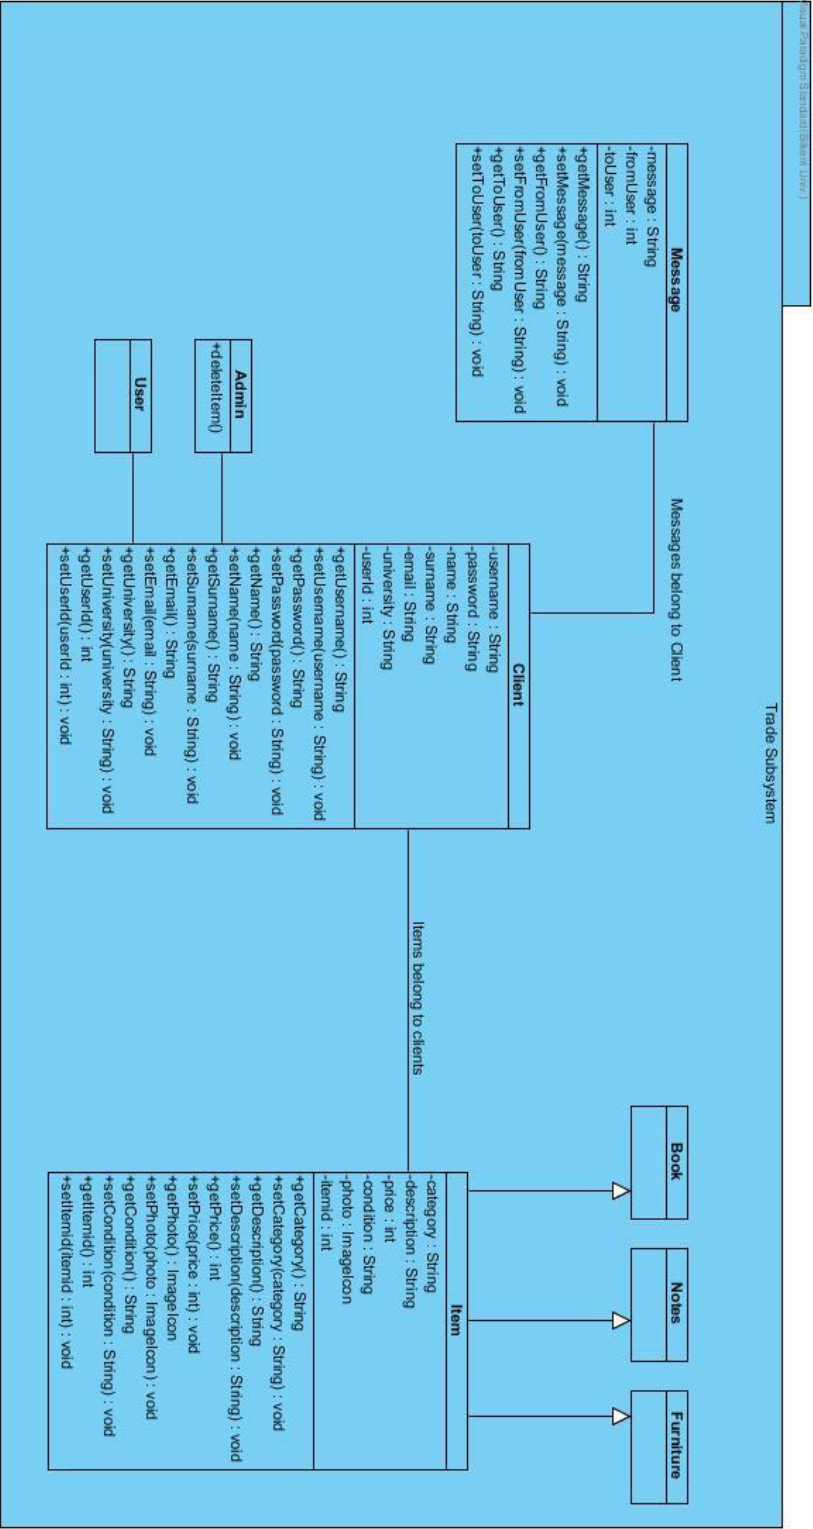 Visual Paradigm Standard(Bilkent Univ.)
Trade Subsystem
Message
-message : String
-fromUser : int
-toUser : int
+getMessage() : String
+setMessage(message : String) : void
+getFromUser() : String
+setFromUser(fromUser : String) : void
+getToUser() : String
+setToUser(toUser : String) : void
Messages belong to Client
Book
Notes
Furniture
Admin
+deleteItem()
User
Client
-username : String
-password : String
-name : String
-surname : String
-email : String
-university : String
-userId : int
+getUsername() : String
+setUsername(username : String) : void
+getPassword() : String
+setPassword(password : String) : void
+getName() : String
+setName(name : String) : void
+getSurname() : String
+setSurname(surname : String) : void
+getEmail() : String
+setEmail(email : String) : void
+getUniversity() : String
+setUniversity(university : String) : void
+getUserId() : int
+setUserId(userId : int) : void
Items belong to clients
Item
-category : String
-description : String
-price : int
-condition : String
-photo : ImageIcon
-itemid : int
+getCategory() : String
+setCategory(category : String) : void
+getDescription() : String
+setDescription(description : String) : void
+getPrice() : int
+setPrice(price : int) : void
+getPhoto() : ImageIcon
+setPhoto(photo : ImageIcon) : void
+getCondition() : String
+setCondition(condition : String) : void
+getItemid() : int
+setItemid(itemid : int) : void